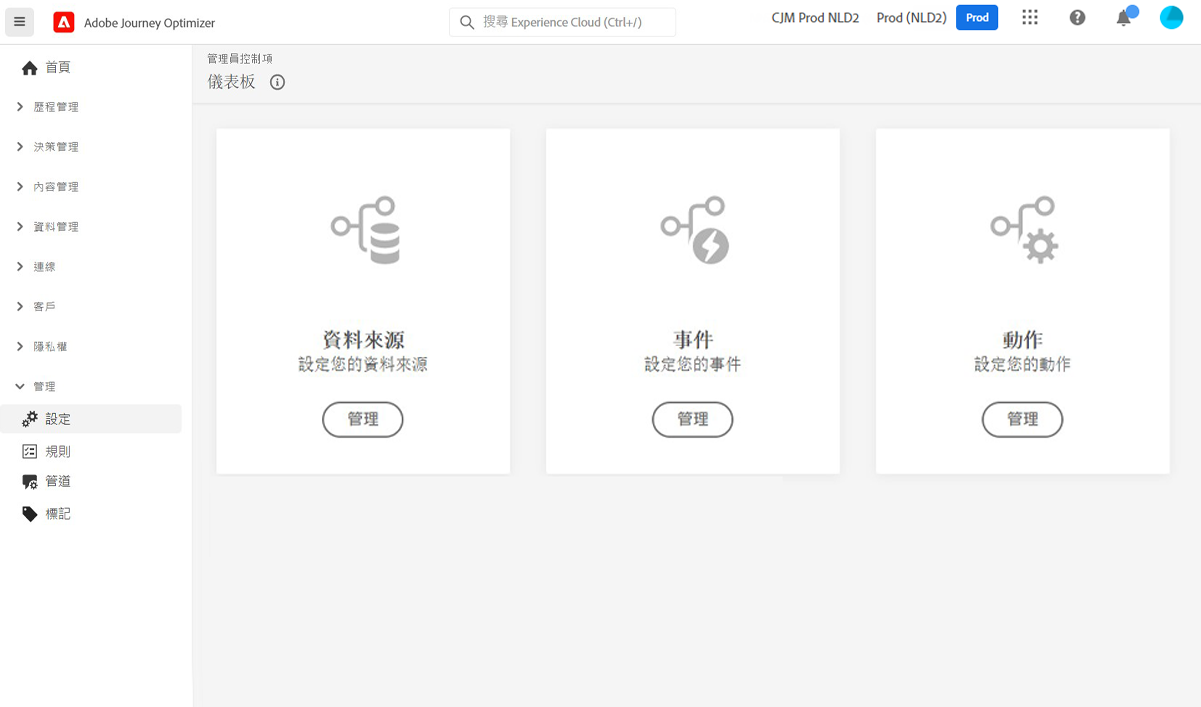 Adobe Journey Optimizer
搜尋 Experience Cloud (Ctrl+/)
CJM Prod NLD2
Prod (NLD2)
Prod
首頁
歷程管理
決策管理
內容管理
資料管理
連線
客戶
隱私權
管理
設定
規則
管道
標記
管理員控制項
儀表板
資料來源
設定您的資料來源
管理
事件
設定您的事件
管理
動作
設定您的動作
管理